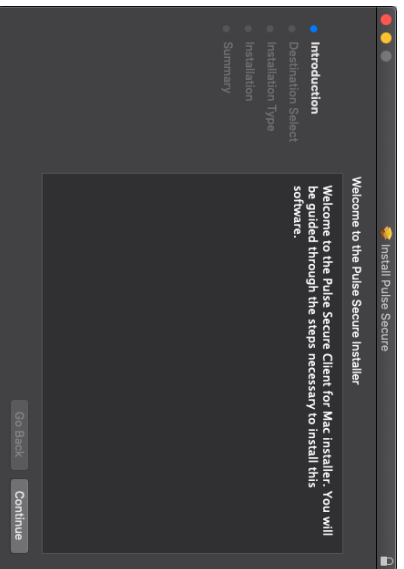 Install Pulse Secure
Welcome to the Pulse Secure Installer
Introduction
Destination Select
Installation Type
Installation
Summary
Welcome to the Pulse Secure Client for Mac installer. You will
be guided through the steps necessary to install this
software.
Go Back
Continue